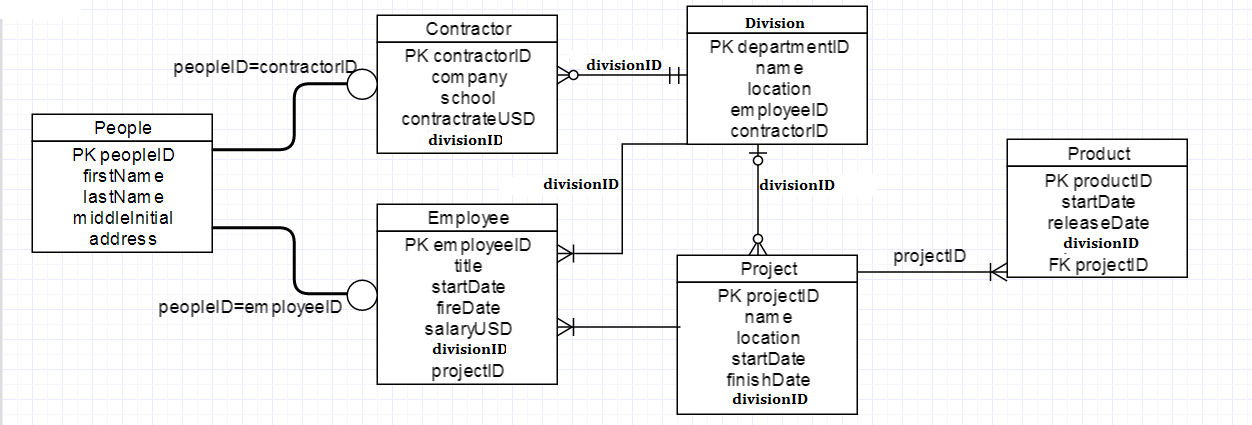 peopleID=contractorID
People
PK peopleID
firstName
lastName
middleInitial
address
peopleID=employeeID
Contractor
PK contractorID
company
school
contractrateUSD
divisionID
divisionID
Division
PK departmentID
name
location
employeeID
contractorID
divisionID
divisionID
Employee
PK employeeID
title
startDate
fireDate
salaryUSD
divisionID
projectID
Project
PK projectID
name
location
startDate
finishDate
divisionID
projectID
Product
PK productID
startDate
releaseDate
divisionID
FK projectID